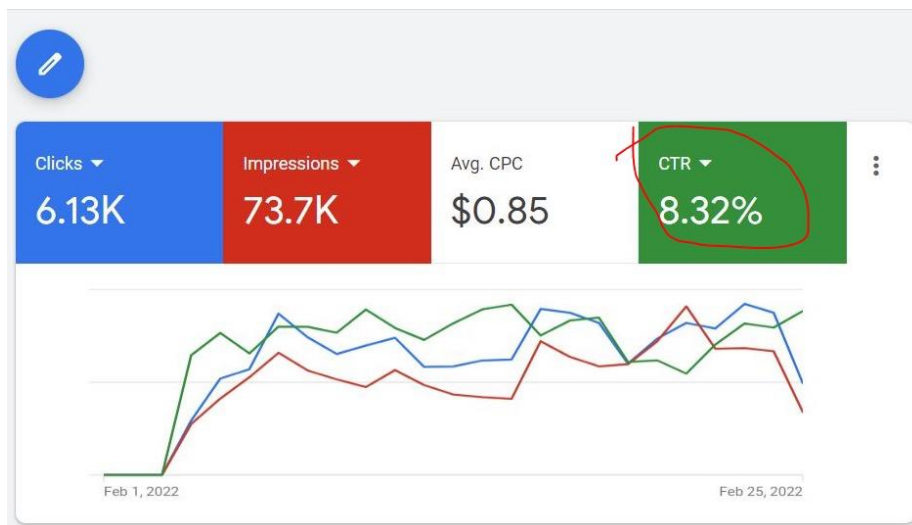 Clicks Impressions Avg. CPC CTR
6.13K 73.7K $0.85 8.32%
Feb 1, 2022 Feb 25, 2022